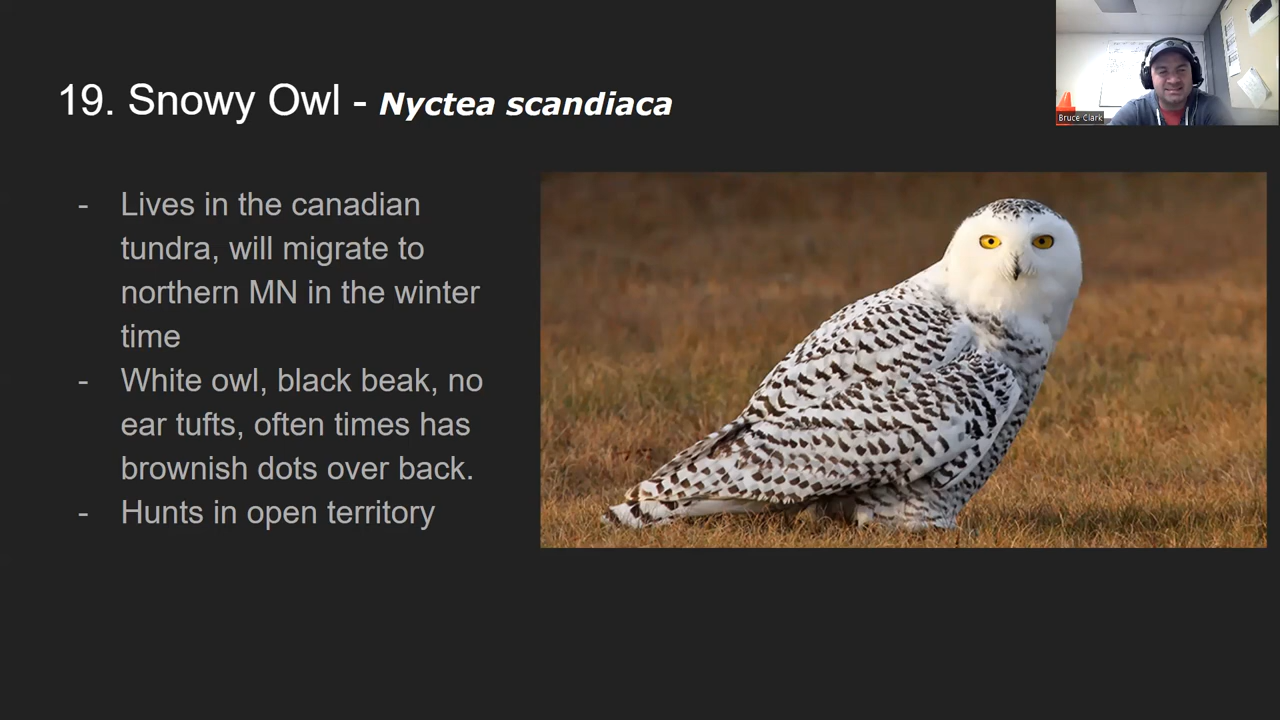 19. Snowy Owl - Nyctea scandiaca
Bruce Clark
- Lives in the canadian
tundra, will migrate to
northern MN in the winter
time
- White owl, black beak, no
ear tufts, often times has
brownish dots over back.
- Hunts in open territory